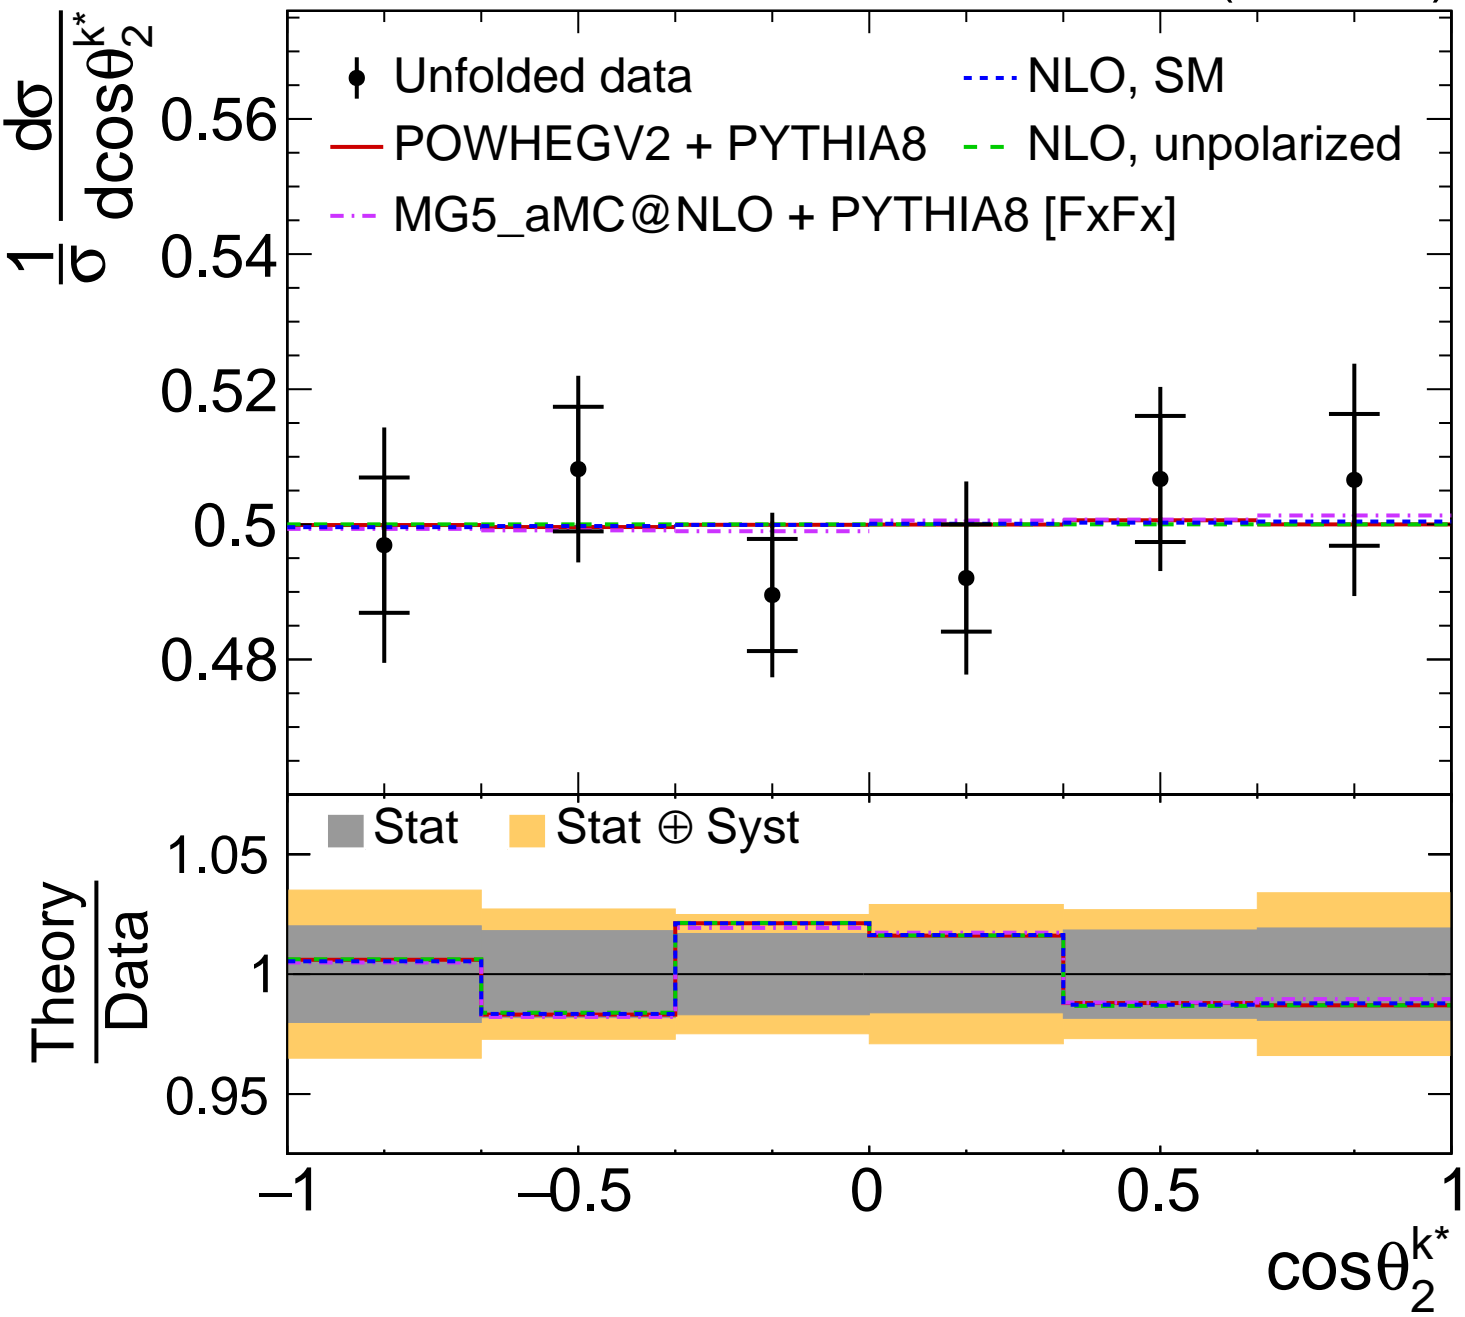 1/σ dσ/dcosθ₂ᵏ*
Unfolded data
NLO, SM
POWHEGV2 + PYTHIA8
NLO, unpolarized
MG5_aMC@NLO + PYTHIA8 [FxFx]
0.56
0.54
0.52
0.5
0.48
Stat
Stat ⊕ Syst
Theory
Data
1.05
1
0.95
−1
−0.5
0
0.5
1
cosθ₂ᵏ*